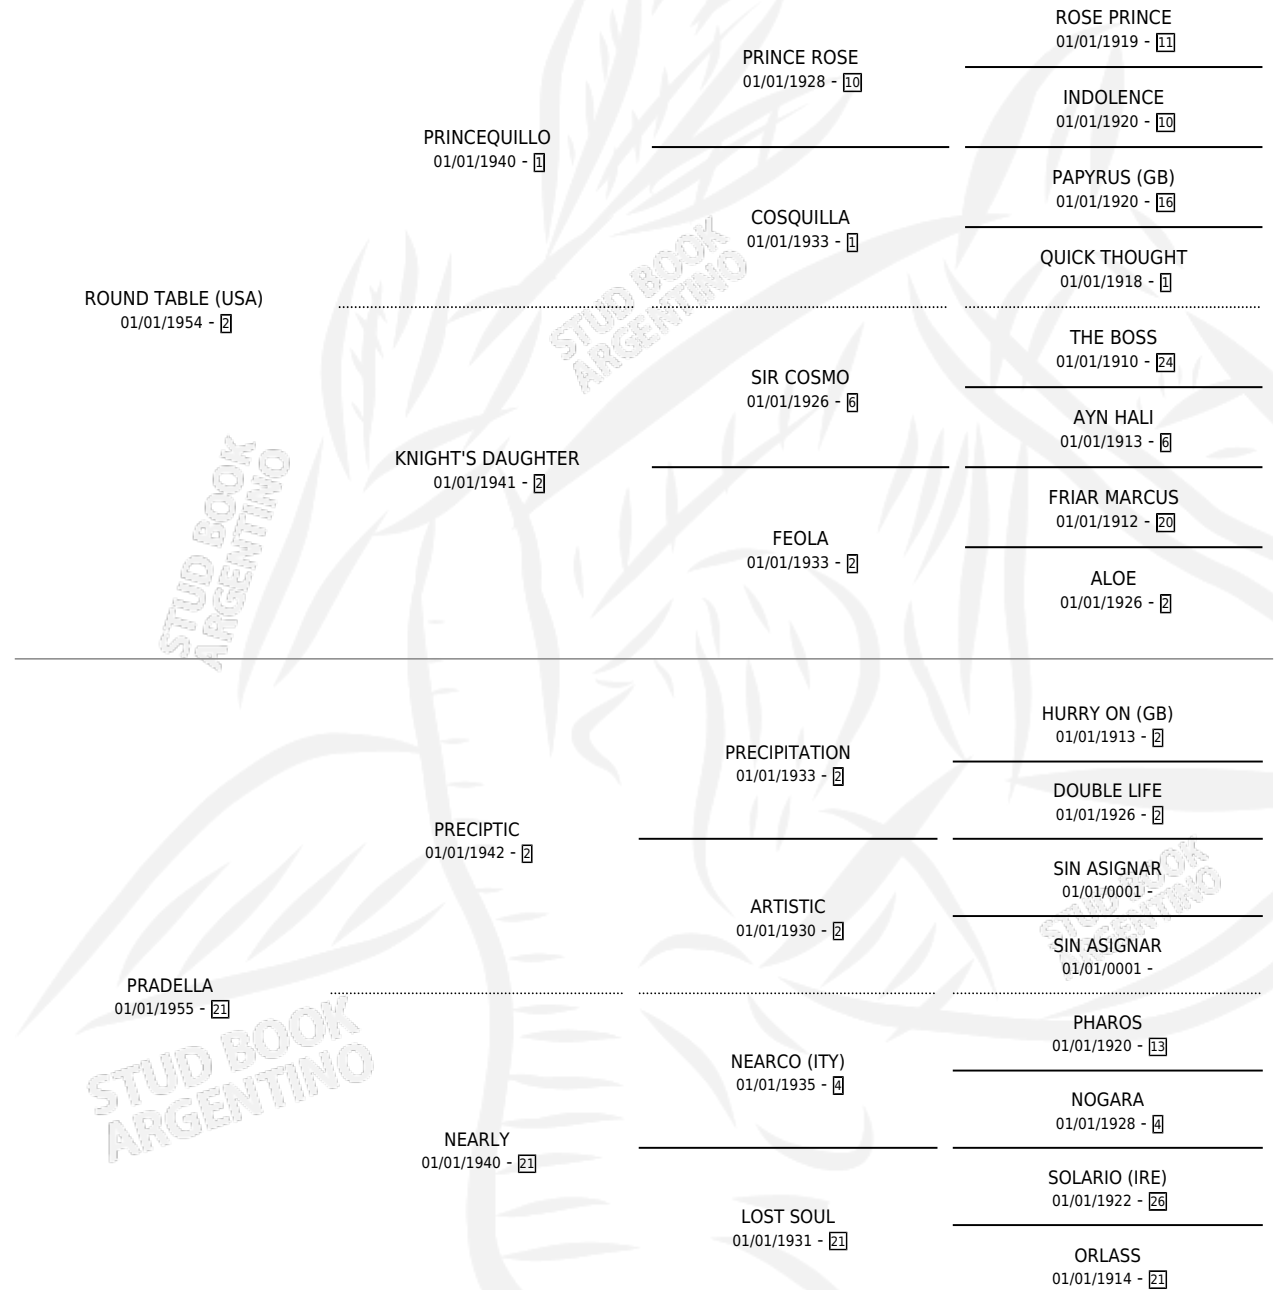 ROSE PRINCE
01/01/1919 - 11
PRINCE ROSE
01/01/1928 - 10
INDOLENCE
01/01/1920 - 10
PRINCEQUILLO
01/01/1940 - 1
PAPYRUS (GB)
01/01/1920 - 16
COSQUILLA
01/01/1933 - 1
QUICK THOUGHT
01/01/1918 - 1
ROUND TABLE (USA)
01/01/1954 - 2
STUD BOOK
ARGENTINO
THE BOSS
01/01/1910 - 24
SIR COSMO
01/01/1926 - 6
AYN HALI
01/01/1913 - 6
KNIGHT'S DAUGHTER
01/01/1941 - 2
FRIAR MARCUS
01/01/1912 - 20
FEOLA
01/01/1933 - 2
ALOE
01/01/1926 - 2
STUD BOOK
ARGENTINO
HURRY ON (GB)
01/01/1913 - 2
PRECIPITATION
01/01/1933 - 2
DOUBLE LIFE
01/01/1926 - 2
PRECIPTIC
01/01/1942 - 2
SIN ASIGNAR
01/01/0001 -
ARTISTIC
01/01/1930 - 2
STUD BOOK
ARGENTINO
SIN ASIGNAR
01/01/0001 -
PRADELLA
01/01/1955 - 21
STUD BOOK
ARGENTINO
PHAROS
01/01/1920 - 13
NEARCO (ITY)
01/01/1935 - 4
NOGARA
01/01/1928 - 4
NEARLY
01/01/1940 - 21
SOLARIO (IRE)
01/01/1922 - 26
LOST SOUL
01/01/1931 - 21
ORLASS
01/01/1914 - 21